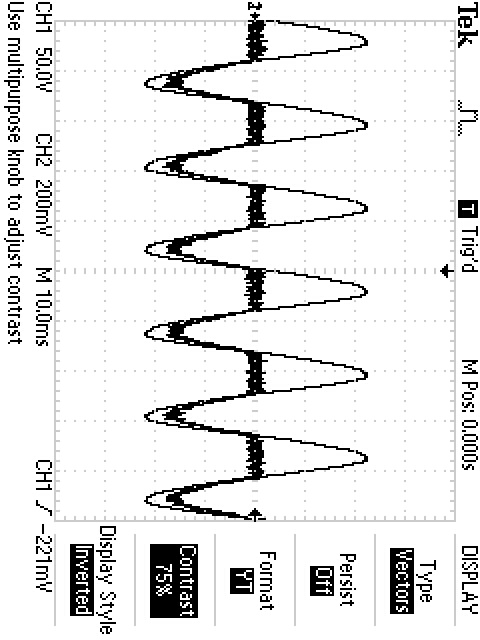 Tek
T Trig'd
M Pos: 0.000s
DISPLAY
Type
Vectors
Persist
Off
Format
YT
Contrast
75%
Display Style
Inverted
2
CH1 50.0V
CH2 200mV
M 10.0ms
CH1 / -221mV
Use multipurpose knob to adjust contrast